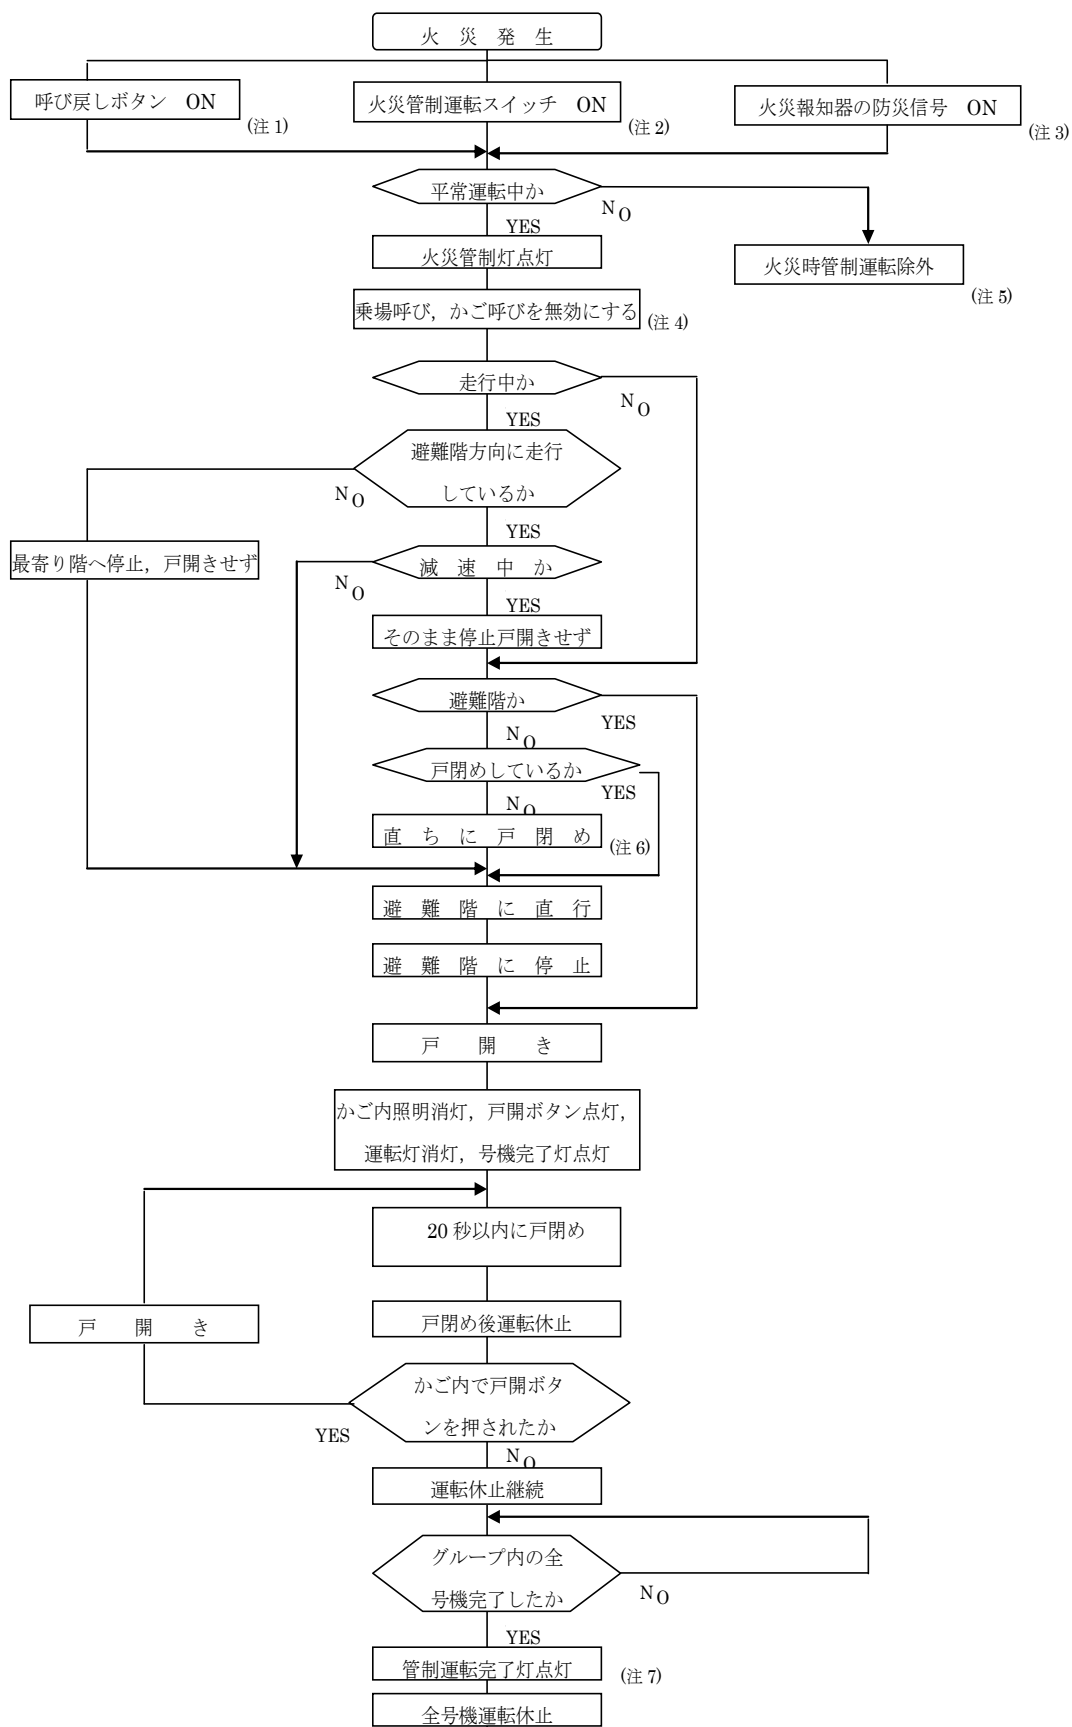 火 災 発 生
呼び戻しボタン ON
(注 1)
火災管制運転スイッチ ON
(注 2)
火災報知器の防災信号 ON
(注 3)
平常運転中か
NO
YES
火災管制灯点灯
火災時管制運転除外
(注 5)
乗場呼び，かご呼びを無効にする
(注 4)
走行中か
NO
YES
避難階方向に走行
しているか
NO
YES
最寄り階へ停止，戸開きせず
減 速 中 か
NO
YES
そのまま停止戸開きせず
避難階か
YES
NO
戸閉めしているか
YES
NO
直 ち に 戸 閉 め
(注 6)
避 難 階 に 直 行
避 難 階 に 停 止
戸 開 き
かご内照明消灯，戸開ボタン点灯，
運転灯消灯，号機完了灯点灯
20 秒以内に戸閉め
戸 開 き
戸閉め後運転休止
かご内で戸開ボタ
ンを押されたか
YES
NO
運転休止継続
グループ内の全
号機完了したか
NO
YES
管制運転完了灯点灯
(注 7)
全号機運転休止